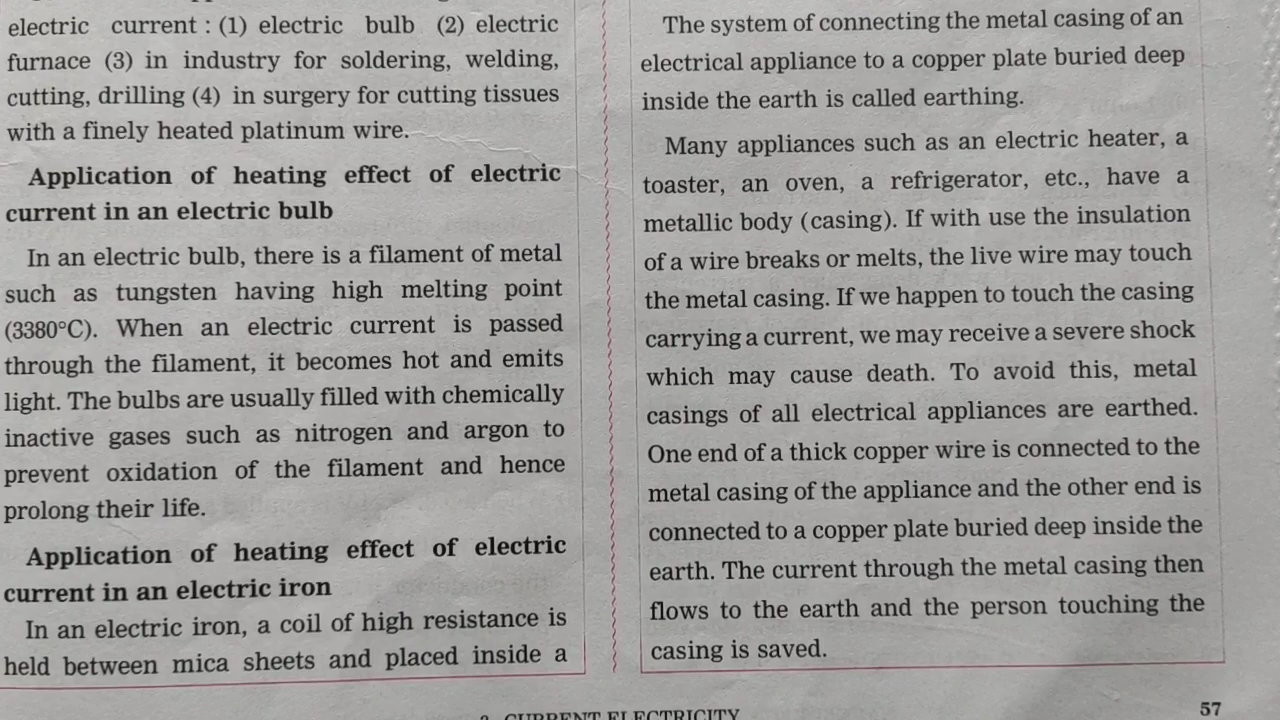 electric current : (1) electric bulb (2) electric
furnace (3) in industry for soldering, welding,
cutting, drilling (4) in surgery for cutting tissues
with a finely heated platinum wire.
Application of heating effect of electric
current in an electric bulb
In an electric bulb, there is a filament of metal
such as tungsten having high melting point
(3380°C). When an electric current is passed
through the filament, it becomes hot and emits
light. The bulbs are usually filled with chemically
inactive gases such as nitrogen and argon to
prevent oxidation of the filament and hence
prolong their life.
Application of heating effect of electric
current in an electric iron
In an electric iron, a coil of high resistance is
held between mica sheets and placed inside a
The system of connecting the metal casing of an
electrical appliance to a copper plate buried deep
inside the earth is called earthing.
Many appliances such as an electric heater, a
toaster, an oven, a refrigerator, etc., have a
metallic body (casing). If with use the insulation
of a wire breaks or melts, the live wire may touch
the metal casing. If we happen to touch the casing
carrying a current, we may receive a severe shock
which may cause death. To avoid this, metal
casings of all electrical appliances are earthed.
One end of a thick copper wire is connected to the
metal casing of the appliance and the other end is
connected to a copper plate buried deep inside the
earth. The current through the metal casing then
flows to the earth and the person touching the
casing is saved.
CURRENT ELECTRICITY
57